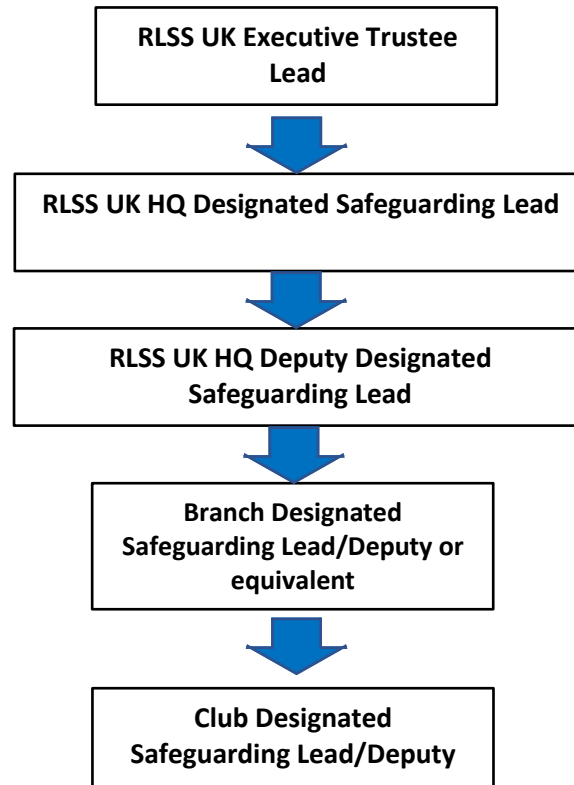 RLSS UK Executive Trustee
Lead
RLSS UK HQ Designated Safeguarding Lead
RLSS UK HQ Deputy Designated
Safeguarding Lead
Branch Designated
Safeguarding Lead/Deputy or
equivalent
Club Designated
Safeguarding Lead/Deputy